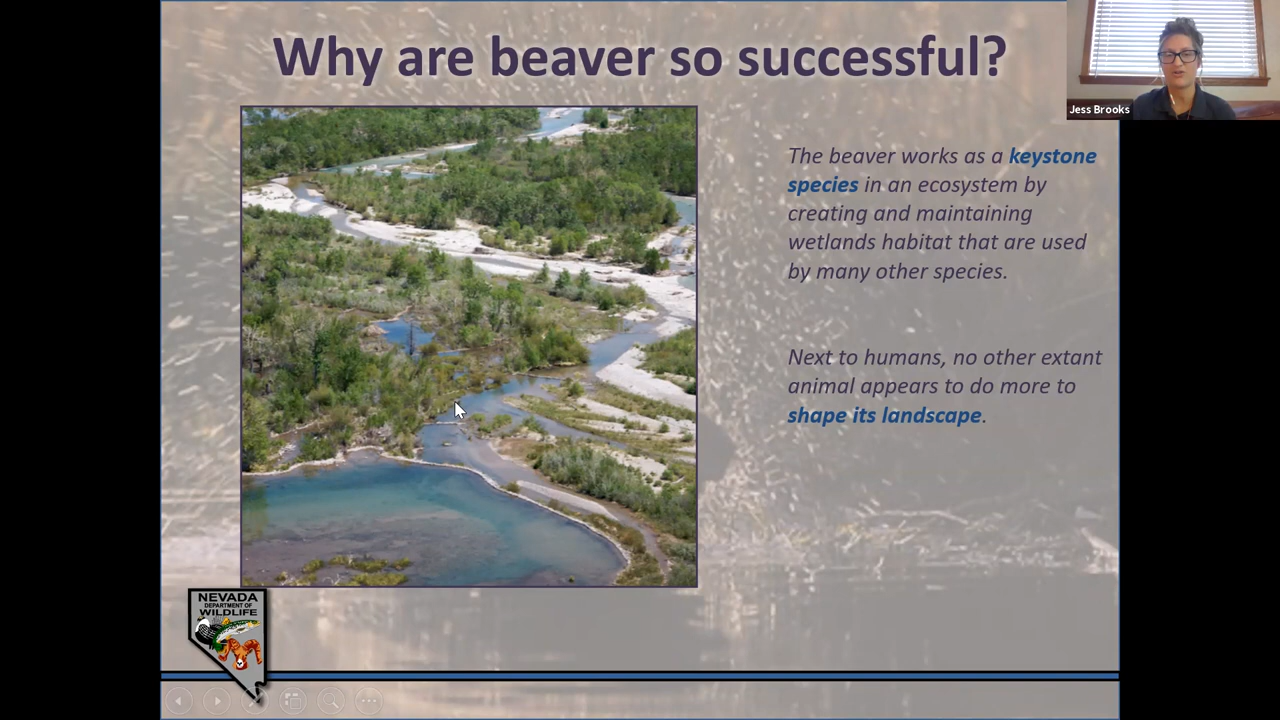 Why are beaver so successful?
Jess Brooks
The beaver works as a keystone
species in an ecosystem by
creating and maintaining
wetlands habitat that are used
by many other species.
Next to humans, no other extant
animal appears to do more to
shape its landscape.
NEVADA
DEPARTMENT OF
WILDLIFE